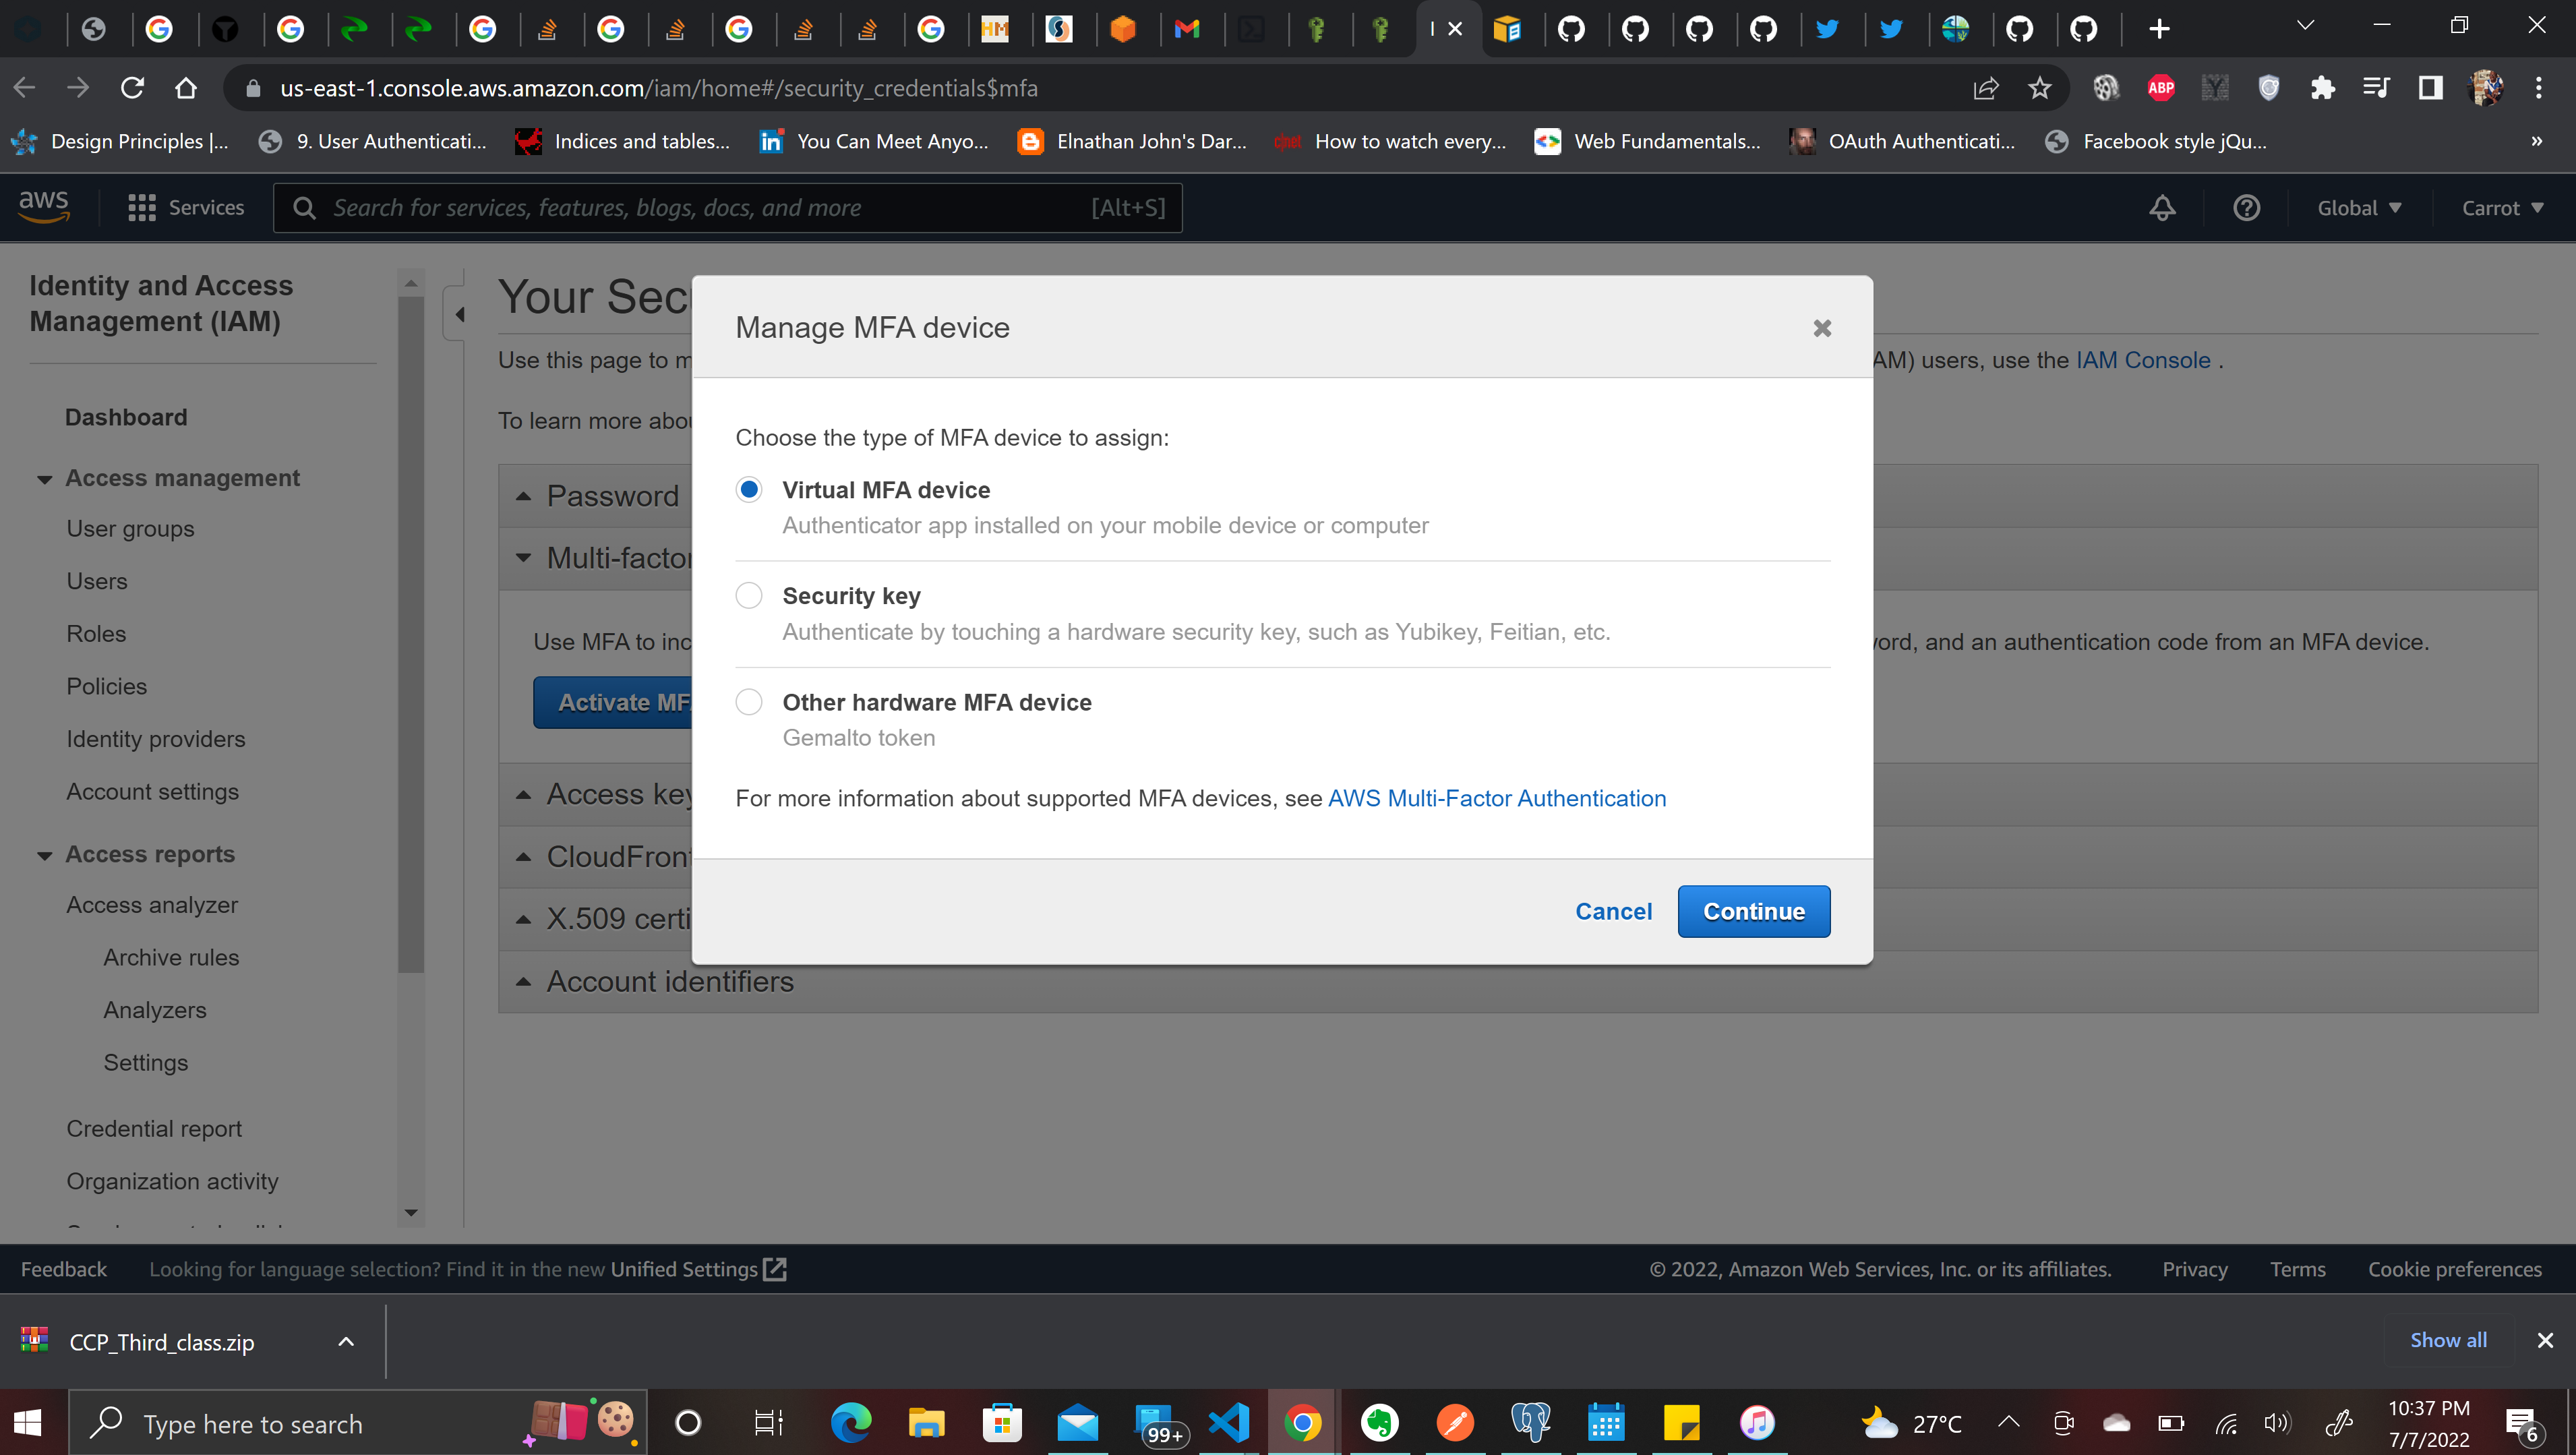 us-east-1.console.aws.amazon.com/iam/home#/security_credentials$mfa
ABP
Design Principles |...
9. User Authenticati...
Indices and tables...
You Can Meet Anyo...
Elnathan John's Dar...
How to watch every...
Web Fundamentals...
OAuth Authenticati...
Facebook style jQu...
»
aws
Services
Search for services, features, blogs, docs, and more
[Alt+S]
Global
Carrot
Identity and Access
Management (IAM)
Dashboard
Access management
User groups
Users
Roles
Policies
Identity providers
Account settings
Access reports
Access analyzer
Archive rules
Analyzers
Settings
Credential report
Organization activity
Your Sec
Use this page to m
AM) users, use the IAM Console .
To learn more abou
Password
Multi-factor
Use MFA to inc
ord, and an authentication code from an MFA device.
Activate MFA
Access key
CloudFront
X.509 certi
Account identifiers
Manage MFA device
Choose the type of MFA device to assign:
Virtual MFA device
Authenticator app installed on your mobile device or computer
Security key
Authenticate by touching a hardware security key, such as Yubikey, Feitian, etc.
Other hardware MFA device
Gemalto token
For more information about supported MFA devices, see AWS Multi-Factor Authentication
Cancel
Continue
Feedback
Looking for language selection? Find it in the new Unified Settings
© 2022, Amazon Web Services, Inc. or its affiliates.
Privacy
Terms
Cookie preferences
CCP_Third_class.zip
Show all
Type here to search
99+
27°C
10:37 PM
7/7/2022
6